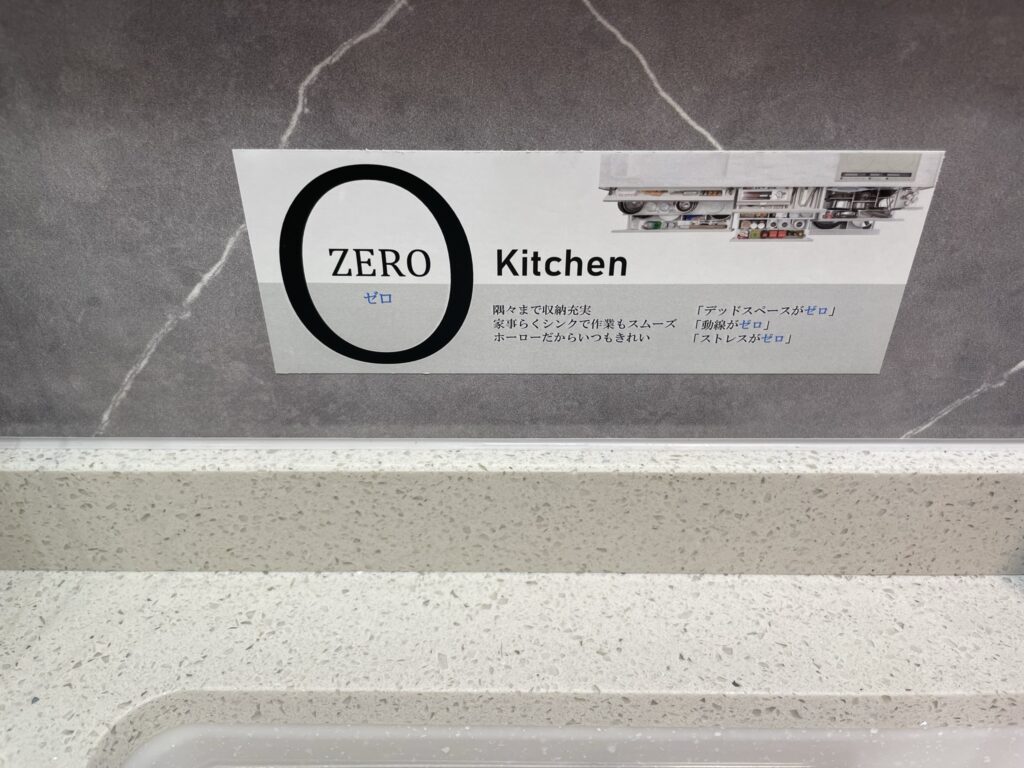 ZERO
ゼロ
Kitchen
隅々まで収納充実
家事らくシンクで作業もスムーズ
ホーローだからいつもきれい
「デッドスペースがゼロ」
「動線がゼロ」
「ストレスがゼロ」